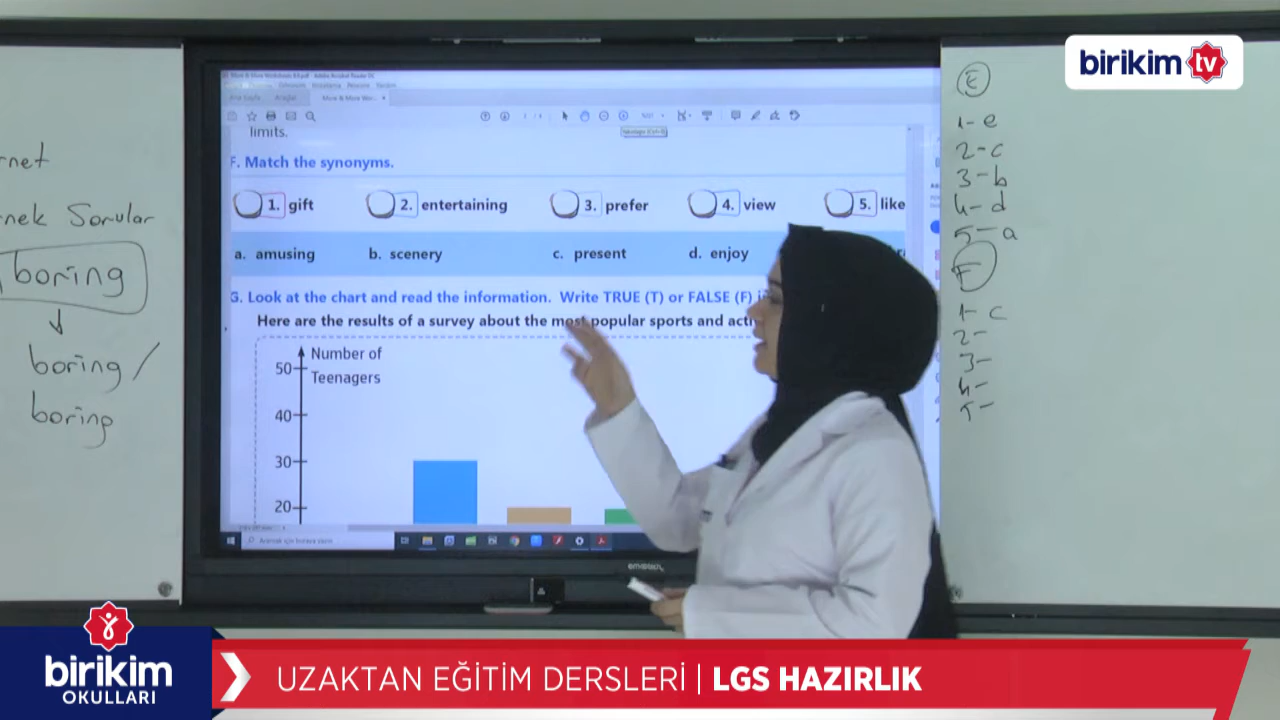 birikim tv
limits.
F. Match the synonyms.
1. gift 2. entertaining 3. prefer 4. view 5. like
a. amusing b. scenery c. present d. enjoy
G. Look at the chart and read the information. Write TRUE (T) or FALSE (F)
Here are the results of a survey about the most popular sports and
Number of
Teenagers
50
40
30
20
rnet
rnek Sorular
boring
boring /
boring
E
1- e
2- c
3- b
4- d
5- a
F
1- c
2-
3-
4-
5-
birikim
OKULLARI
UZAKTAN EĞİTİM DERSLERİ | LGS HAZIRLIK